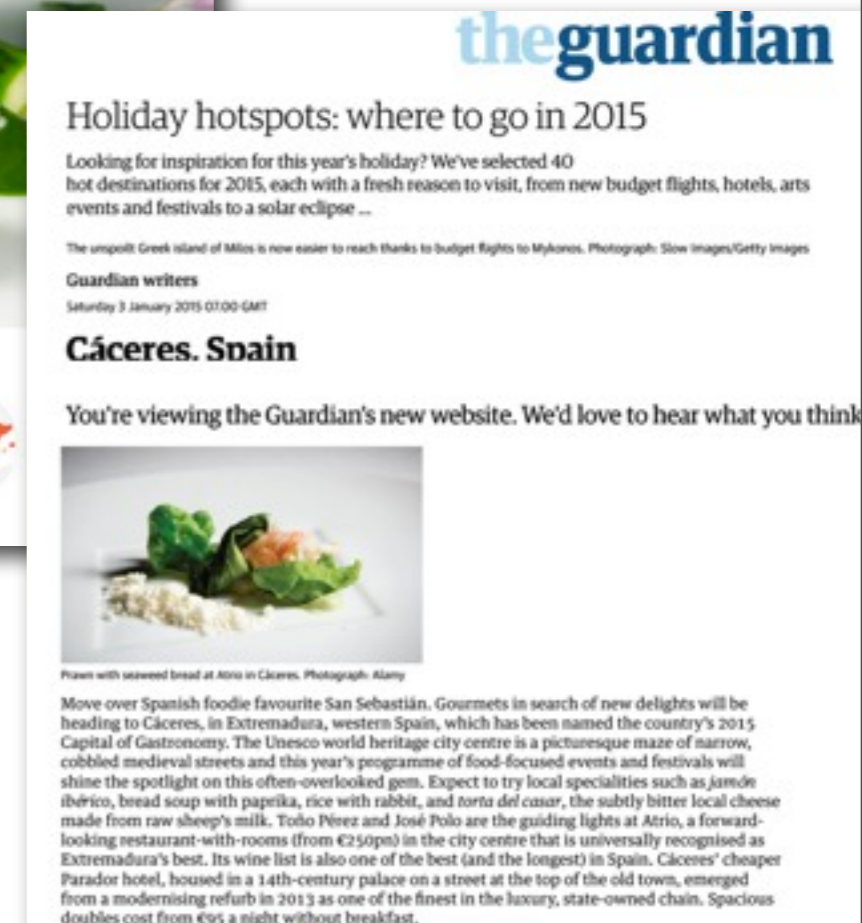 theguardian
Holiday hotspots: where to go in 2015
Looking for inspiration for this year's holiday? We've selected 40
hot destinations for 2015, each with a fresh reason to visit, from new budget flights, hotels, arts
events and festivals to a solar eclipse ...
The unspoilt Greek island of Milos is now easier to reach thanks to budget flights to Mykonos. Photograph: Slow Images/Getty Images
Guardian writers
Saturday 3 January 2015 07.00 GMT
Cáceres, Spain
You're viewing the Guardian's new website. We'd love to hear what you think
Prawn with seaweed bread at Atrio in Cáceres. Photograph: Alamy
Move over Spanish foodie favourite San Sebastián. Gourmets in search of new delights will be
heading to Cáceres, in Extremadura, western Spain, which has been named the country's 2015
Capital of Gastronomy. The Unesco world heritage city centre is a picturesque maze of narrow,
cobbled medieval streets and this year's programme of food-focused events and festivals will
shine the spotlight on this often-overlooked gem. Expect to try local specialities such as jamón
ibérico, bread soup with paprika, rice with rabbit, and torta del casar, the subtly bitter local cheese
made from raw sheep's milk. Toño Pérez and José Polo are the guiding lights at Atrio, a forward-
looking restaurant-with-rooms (from €250pn) in the city centre that is universally recognised as
Extremadura's best. Its wine list is also one of the best (and the longest) in Spain. Cáceres' cheaper
Parador hotel, housed in a 14th-century palace on a street at the top of the old town, emerged
from a modernising refurb in 2013 as one of the finest in the luxury, state-owned chain. Spacious
doubles cost from €95 a night without breakfast.